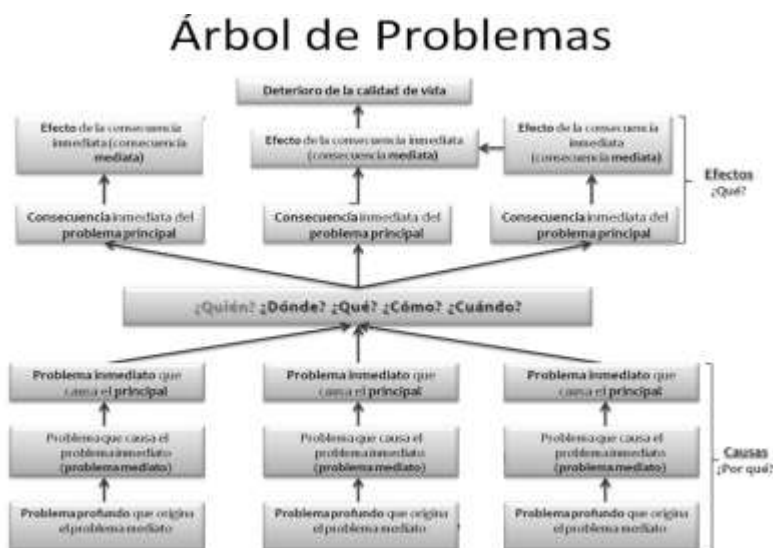 Árbol de Problemas
Deterioro de la calidad de vida
Efecto de la consecuencia
inmediata (consecuencia
mediata)
Efecto de la consecuencia inmediata
(consecuencia mediata)
Efecto de la consecuencia
inmediata
(consecuencia mediata)
Efectos
¿Qué?
Consecuencia inmediata del
problema principal
Consecuencia inmediata del
problema principal
Consecuencia inmediata del
problema principal
¿Quién? ¿Dónde? ¿Qué? ¿Cómo? ¿Cuándo?
Problema inmediato que
causa el principal
Problema inmediato que
causa el principal
Problema inmediato que
causa el principal
Problema que causa el
problema inmediato
(problema mediato)
Problema que causa el
problema inmediato
(problema mediato)
Problema que causa el
problema inmediato
(problema mediato)
Causas
¿Por qué?
Problema profundo que origina
el problema mediato
Problema profundo que origina
el problema mediato
Problema profundo que origina
el problema mediato